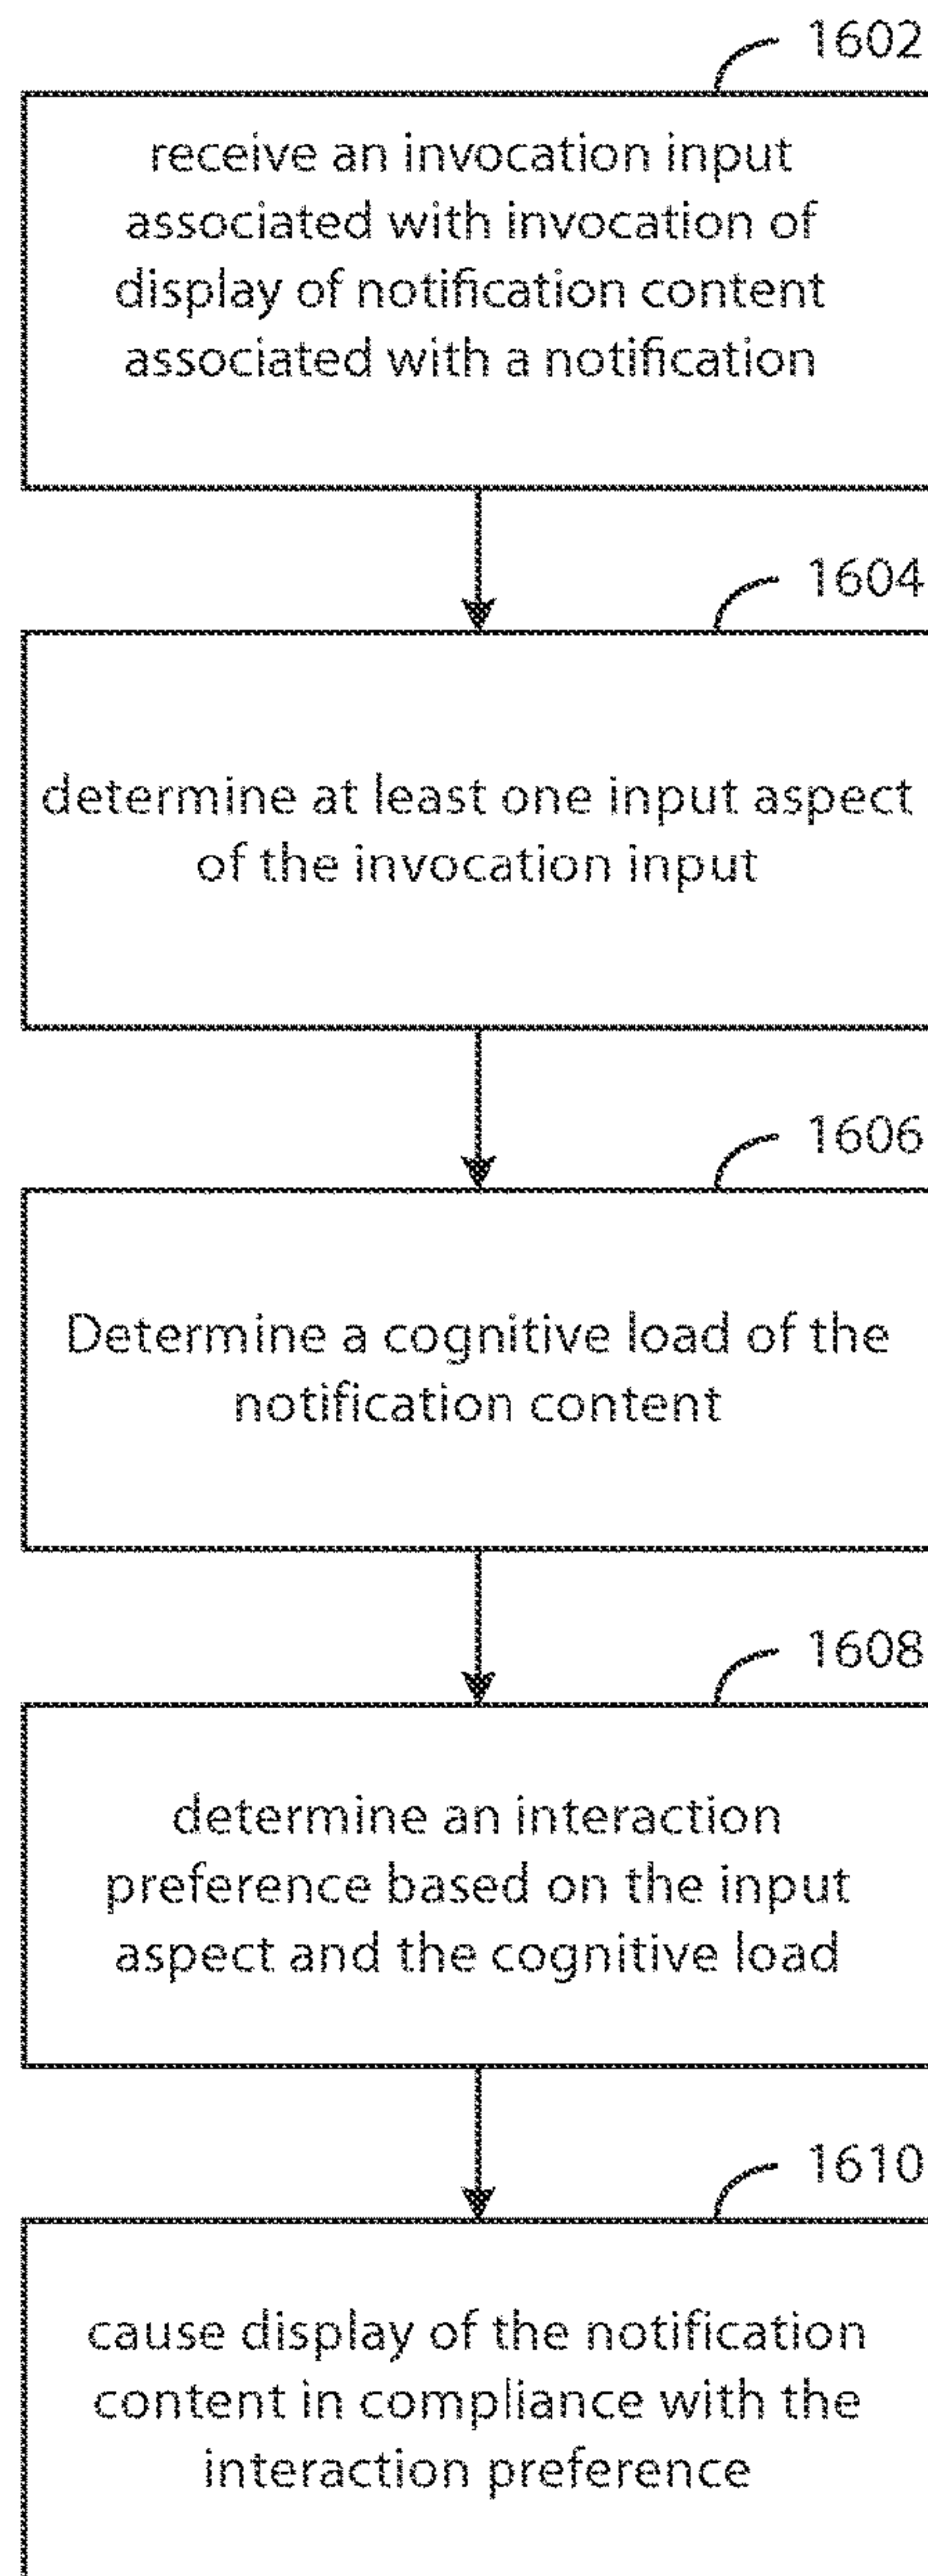 1602
receive an invocation input
associated with invocation of
display of notification content
associated with a notification
1604
determine at least one input aspect
of the invocation input
1606
Determine a cognitive load of the
notification content
1608
determine an interaction
preference based on the input
aspect and the cognitive load
1610
cause display of the notification
content in compliance with the
interaction preference